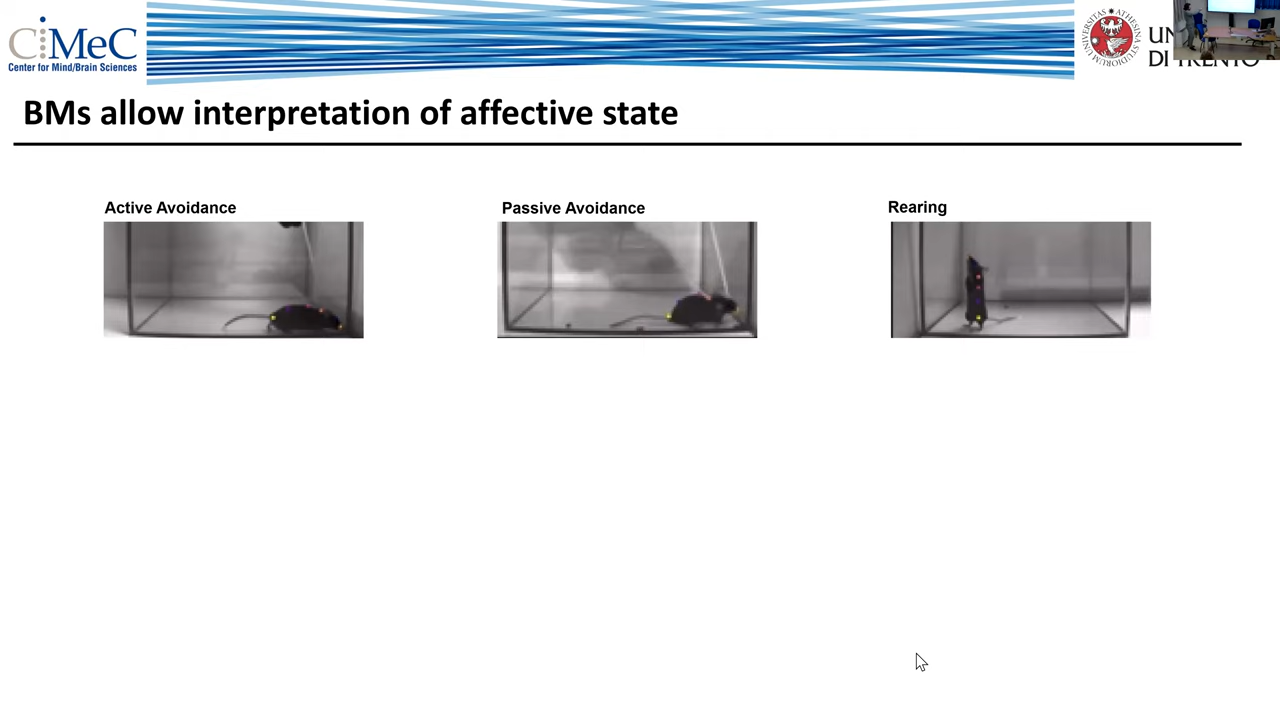 CiMeC
Center for Mind/Brain Sciences
UNIVERSITAS ATHESINA STUDIORUM
DI TRENTO
BMs allow interpretation of affective state
Active Avoidance
Passive Avoidance
Rearing